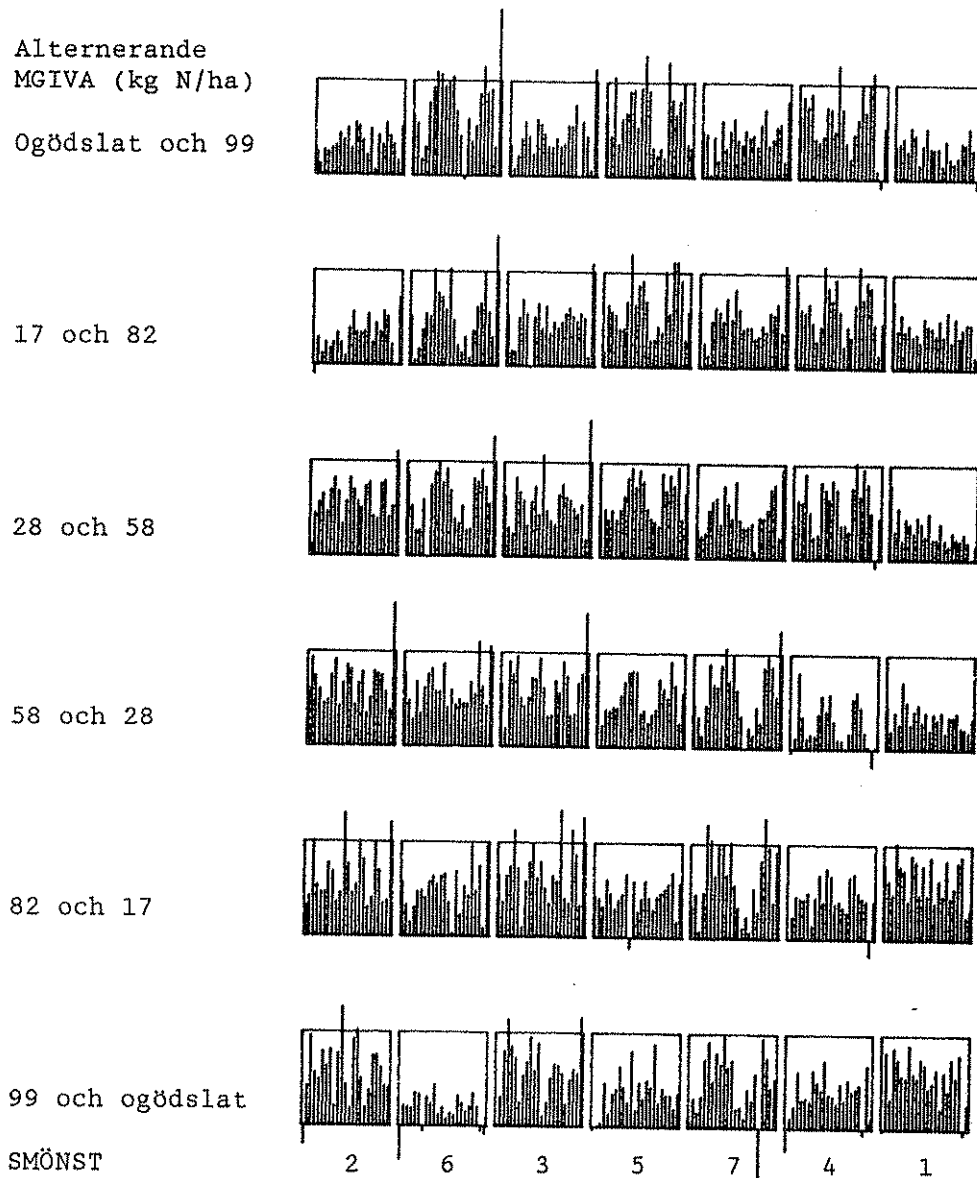 Alternerande
MGIVA (kg N/ha)
Ogödslat och 99
17 och 82
28 och 58
58 och 28
82 och 17
99 och ogödslat
SMÖNST 2 6 3 5 7 4 1